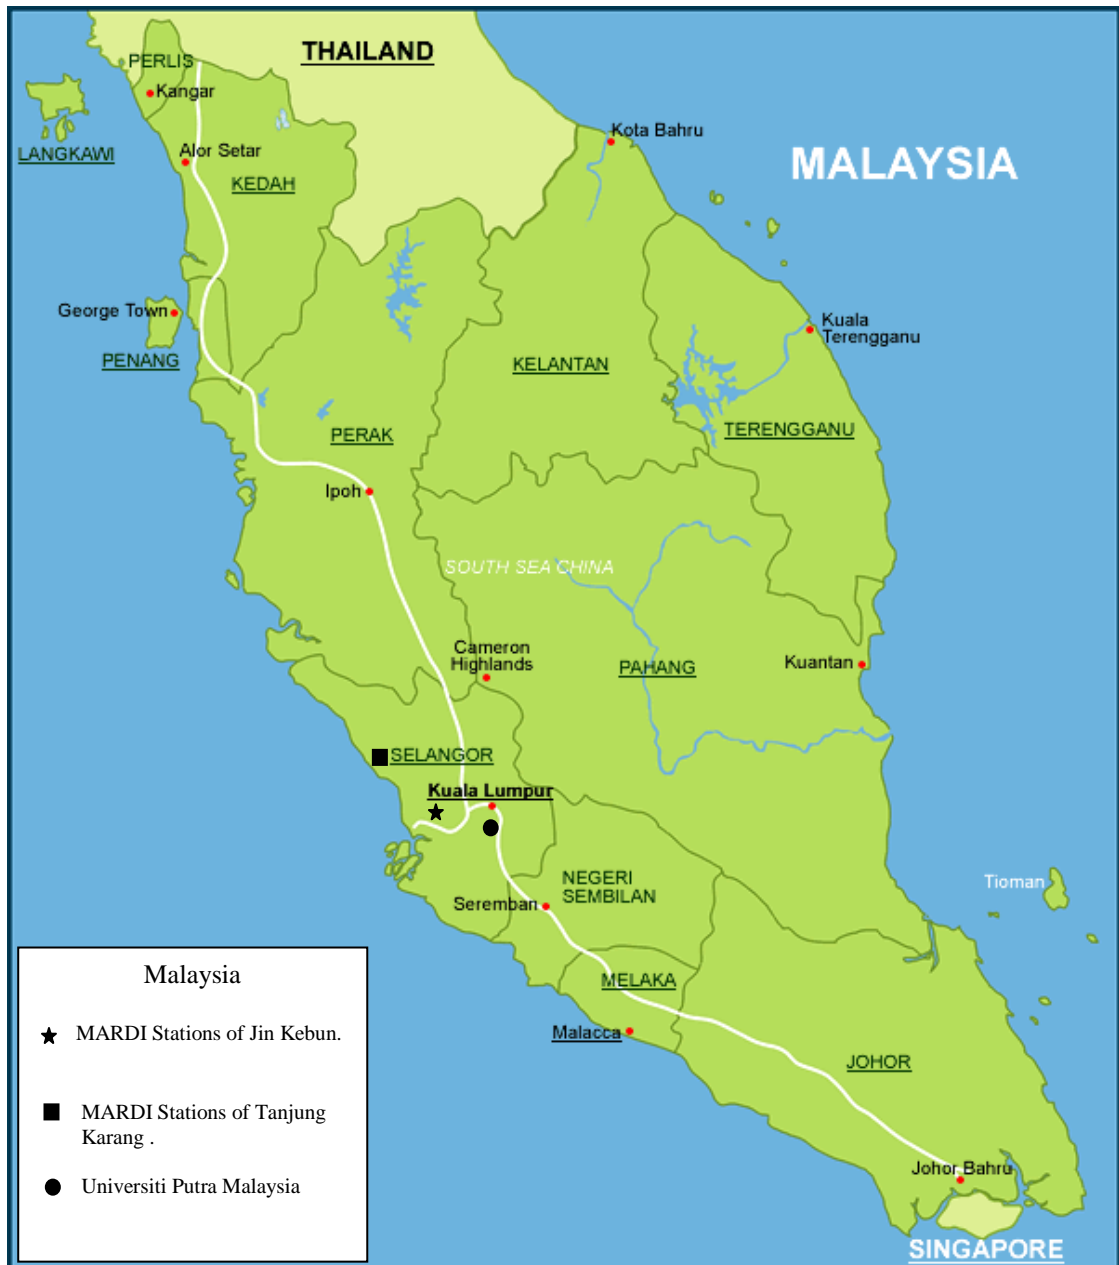 THAILAND
PERLIS
Kangar
LANGKAWI
Alor Setar
KEDAH
Kota Bahru
MALAYSIA
George Town
PENANG
Kuala
Terengganu
KELANTAN
TERENGGANU
PERAK
Ipoh
SOUTH SEA CHINA
Cameron
Highlands
PAHANG
Kuantan
SELANGOR
Kuala Lumpur
NEGERI
SEMBILAN
Seremban
Tioman
MELAKA
Malacca
JOHOR
Johor Bahru
SINGAPORE
Malaysia
MARDI Stations of Jin Kebun.
MARDI Stations of Tanjung
Karang .
Universiti Putra Malaysia